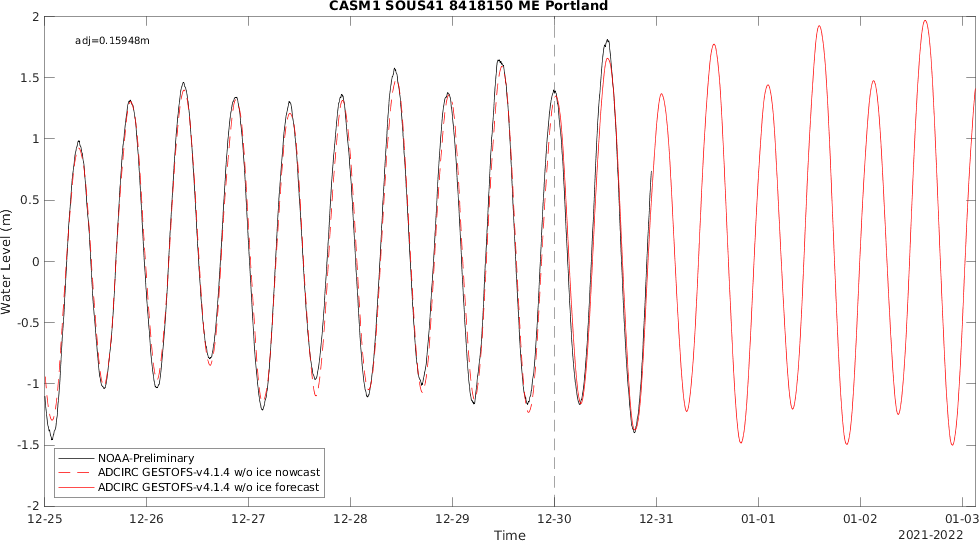 CASM1 SOUS41 8418150 ME Portland
adj=0.15948m
2
1.5
1
0.5
0
-0.5
-1
-1.5
-2
Water Level (m)
NOAA-Preliminary
ADCIRC GESTOFS-v4.1.4 w/o ice nowcast
ADCIRC GESTOFS-v4.1.4 w/o ice forecast
12-25 12-26 12-27 12-28 12-29 12-30 12-31 01-01 01-02 01-03
Time
2021-2022